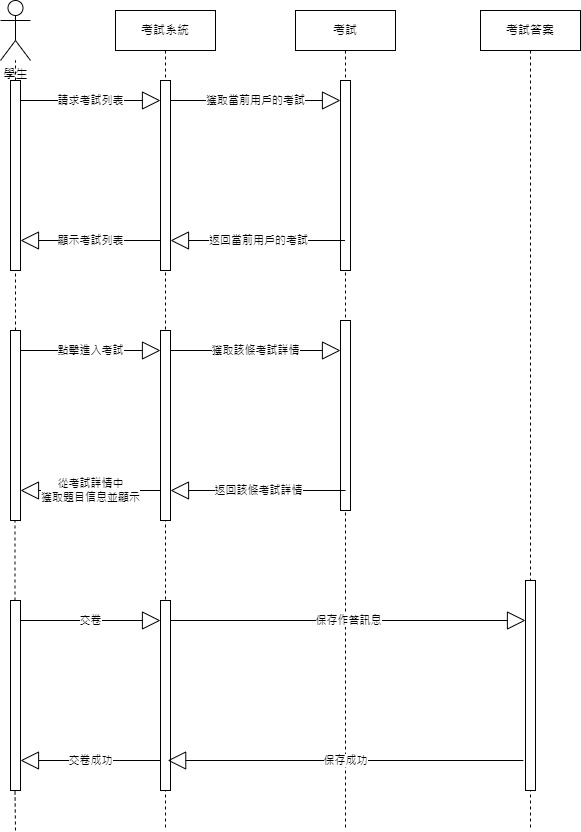 考試系統
考試
考試答案
學生
請求考試列表
獲取當前用戶的考試
顯示考試列表
返回當前用戶的考試
點擊進入考試
獲取該條考試詳情
從考試詳情中
獲取題目信息並顯示
返回該條考試詳情
交卷
保存作答訊息
交卷成功
保存成功